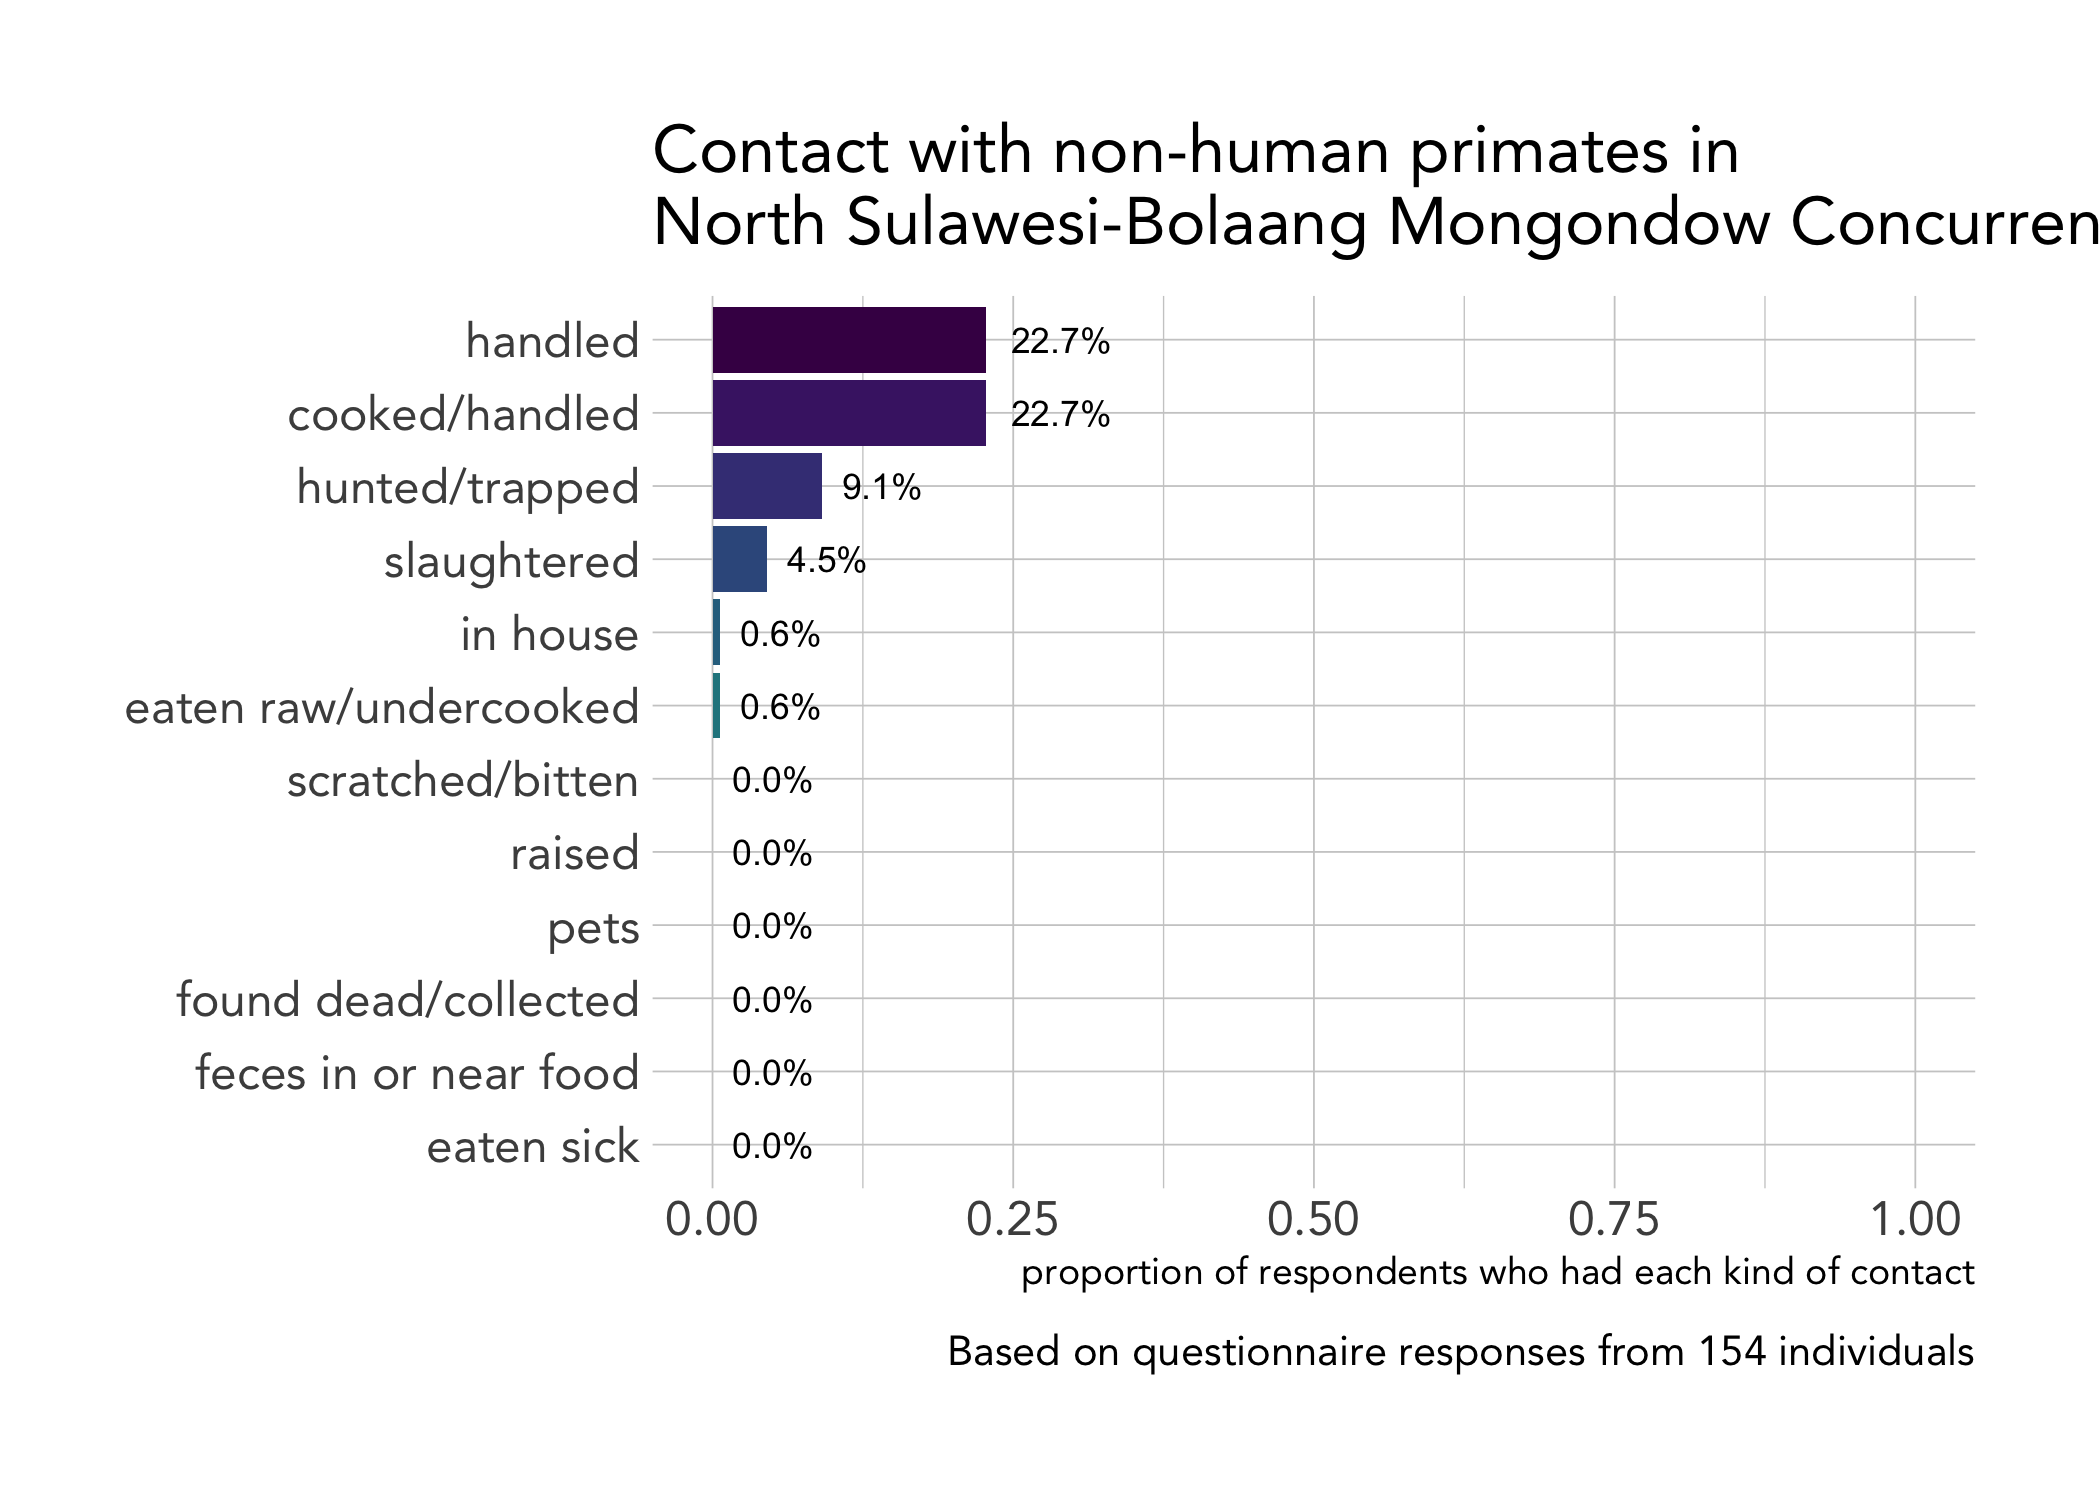 Contact with non-human primates in
North Sulawesi-Bolaang Mongondow Concurren
handled 22.7%
cooked/handled 22.7%
hunted/trapped 9.1%
slaughtered 4.5%
in house 0.6%
eaten raw/undercooked 0.6%
scratched/bitten 0.0%
raised 0.0%
pets 0.0%
found dead/collected 0.0%
feces in or near food 0.0%
eaten sick 0.0%
0.00 0.25 0.50 0.75 1.00
proportion of respondents who had each kind of contact
Based on questionnaire responses from 154 individuals